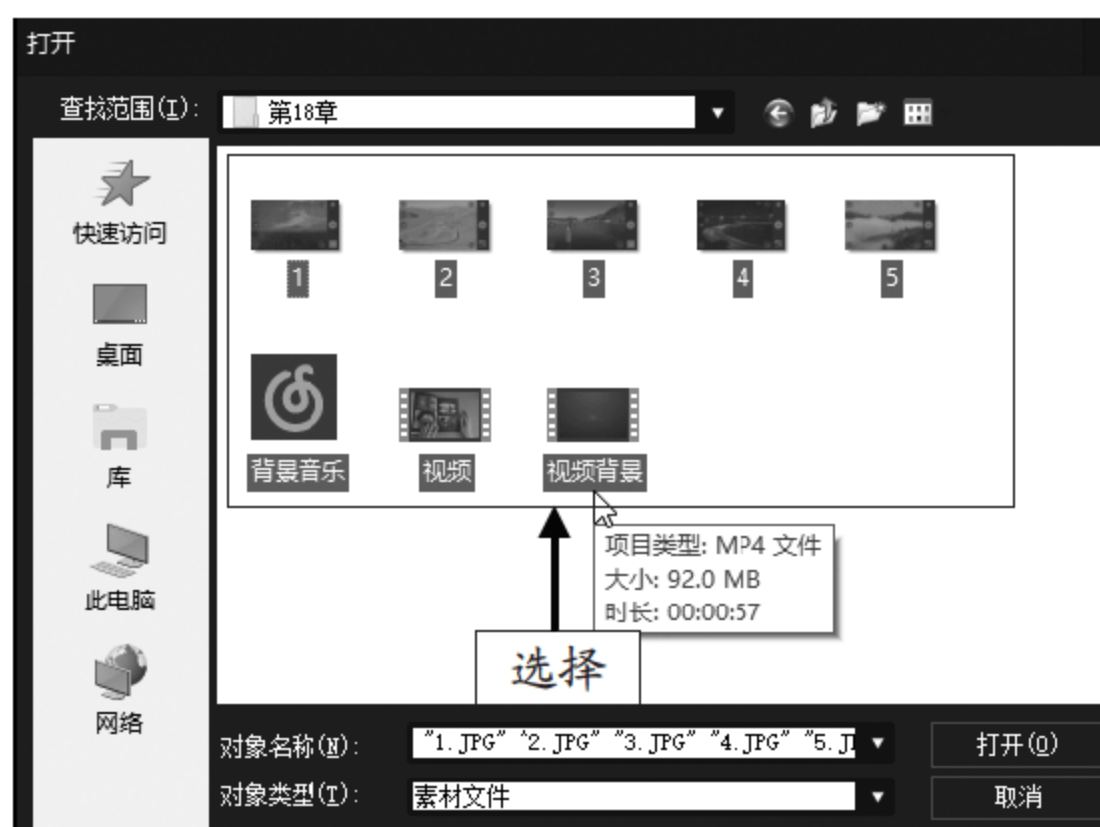 打开
查找范围(I):
第18章
快速访问
桌面
库
此电脑
网络
1
2
3
4
5
背景音乐
视频
视频背景
项目类型: MP4 文件
大小: 92.0 MB
时长: 00:00:57
选择
对象名称(N):
"1.JPG" "2.JPG" "3.JPG" "4.JPG" "5.J
打开(O)
对象类型(T):
素材文件
取消